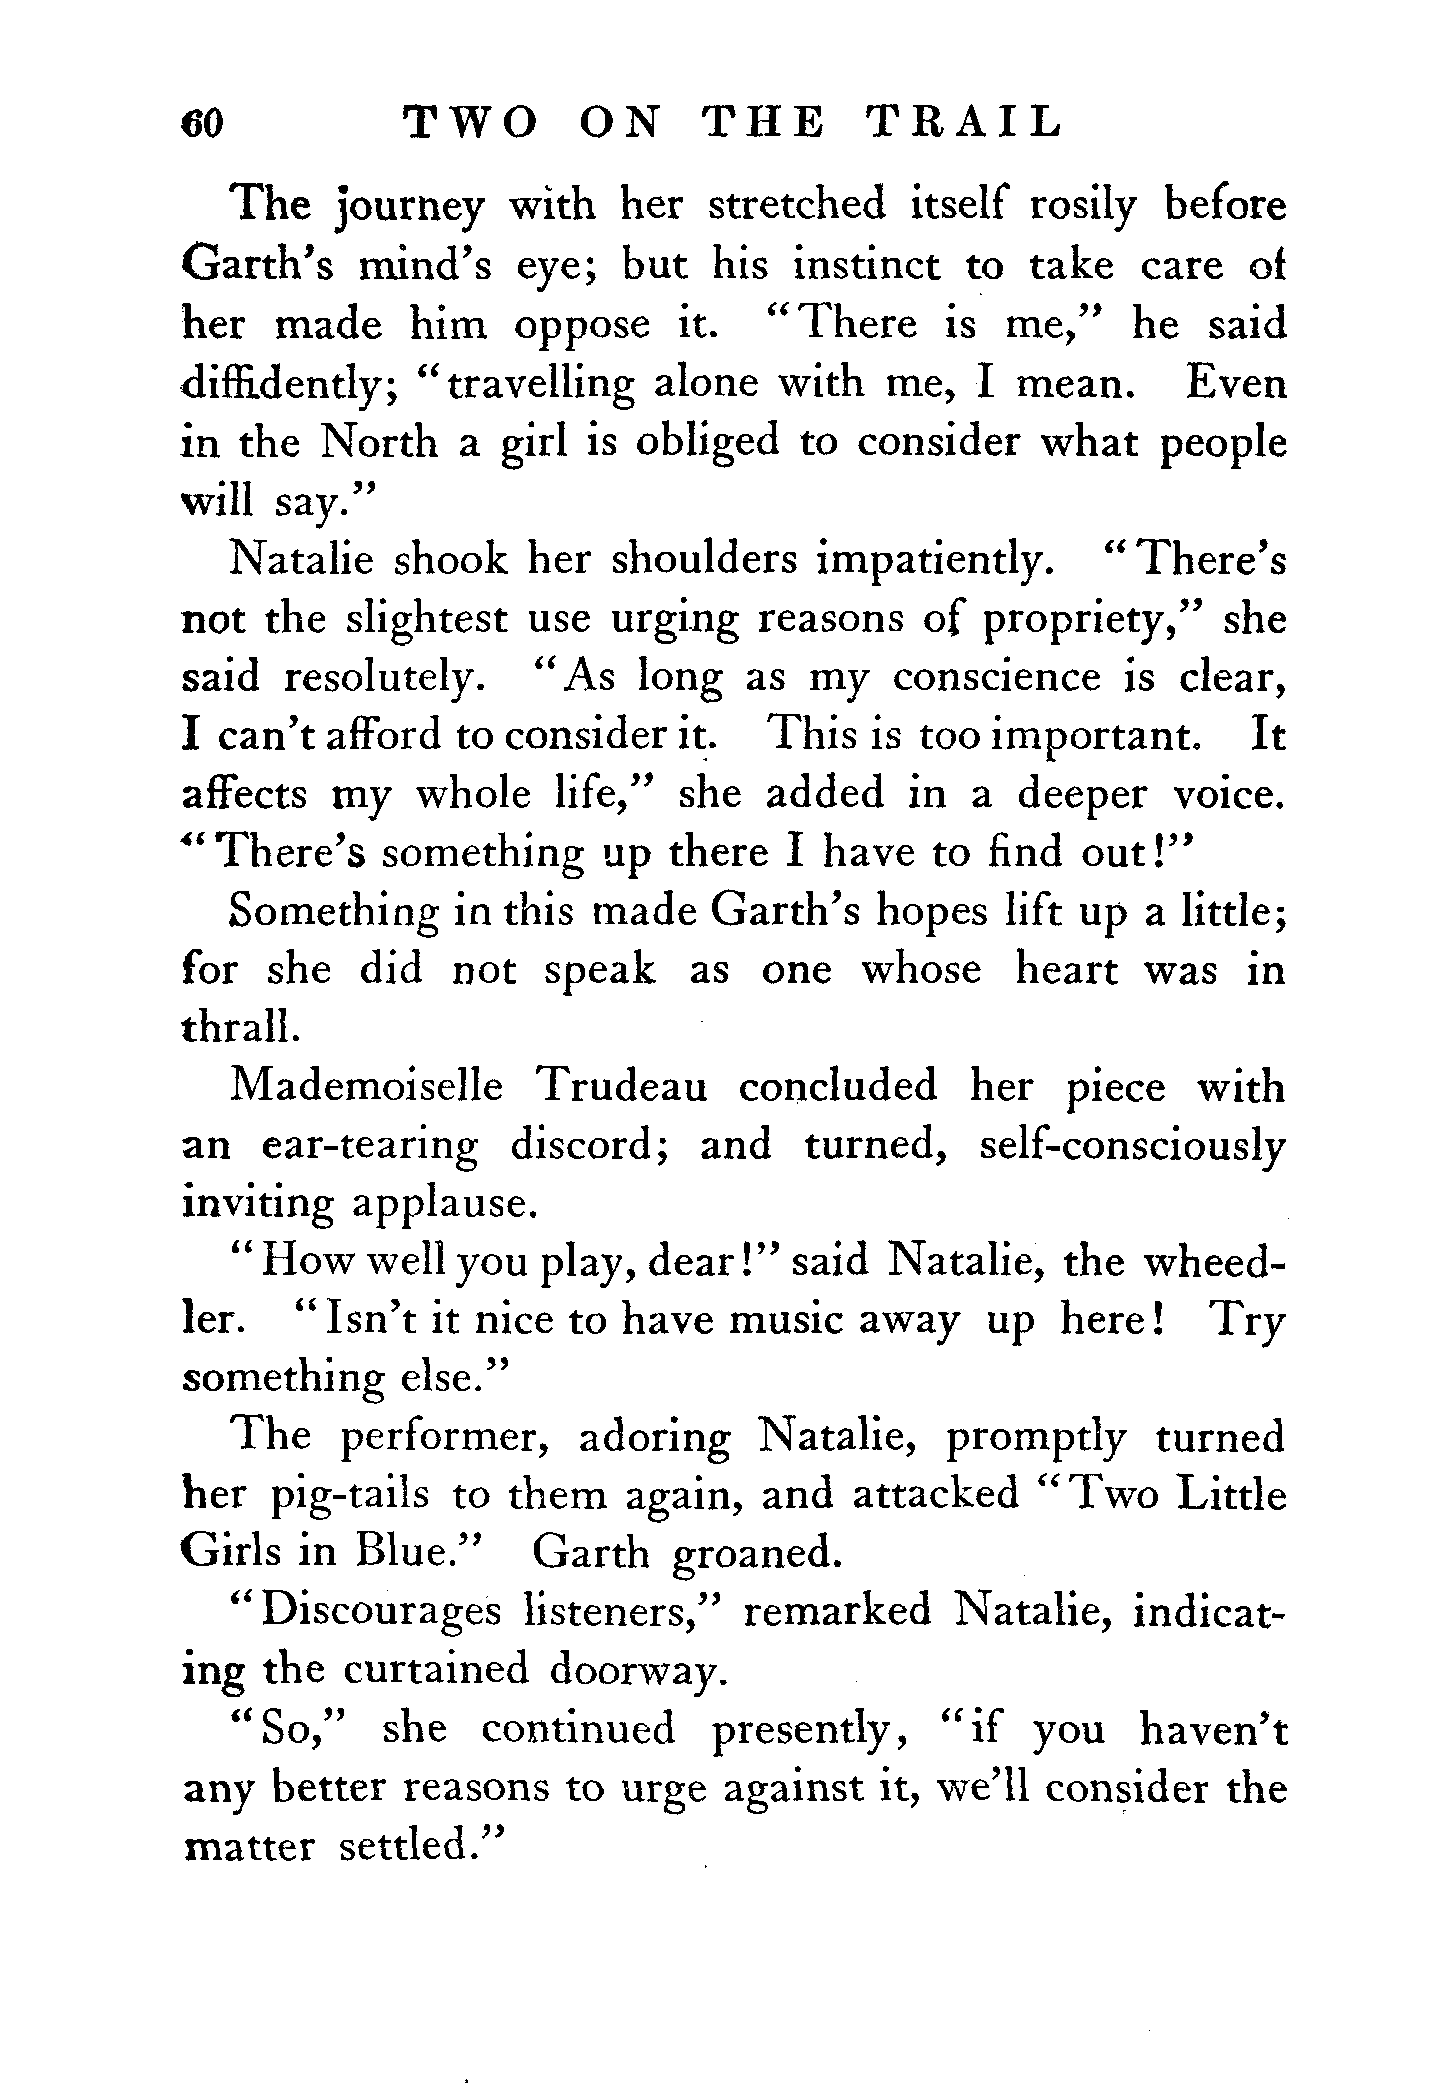 60 TWO ON THE TRAIL
The journey with her stretched itself rosily before
Garth's mind's eye; but his instinct to take care of
her made him oppose it. "There is me," he said
diffidently; "travelling alone with me, I mean. Even
in the North a girl is obliged to consider what people
will say."
Natalie shook her shoulders impatiently. "There's
not the slightest use urging reasons of propriety," she
said resolutely. "As long as my conscience is clear,
I can't afford to consider it. This is too important. It
affects my whole life," she added in a deeper voice.
"There's something up there I have to find out!"
Something in this made Garth's hopes lift up a little;
for she did not speak as one whose heart was in
thrall.
Mademoiselle Trudeau concluded her piece with
an ear-tearing discord; and turned, self-consciously
inviting applause.
"How well you play, dear!" said Natalie, the wheed-
ler. "Isn't it nice to have music away up here! Try
something else."
The performer, adoring Natalie, promptly turned
her pig-tails to them again, and attacked "Two Little
Girls in Blue." Garth groaned.
"Discourages listeners," remarked Natalie, indicat-
ing the curtained doorway.
"So," she continued presently, "if you haven't
any better reasons to urge against it, we'll consider the
matter settled."